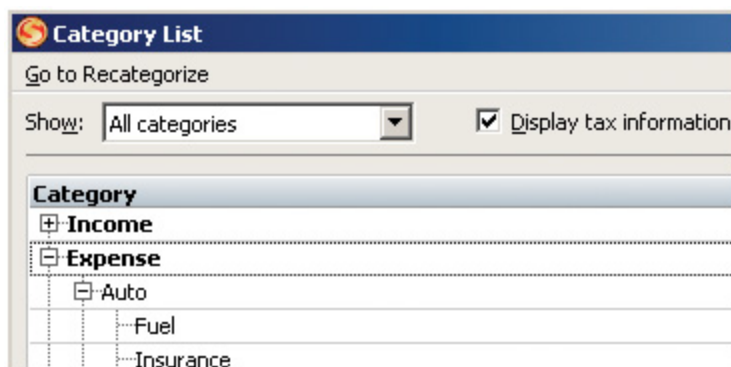 Category List
Go to Recategorize
Show: All categories Display tax information
Category
Income
Expense
Auto
Fuel
Insurance